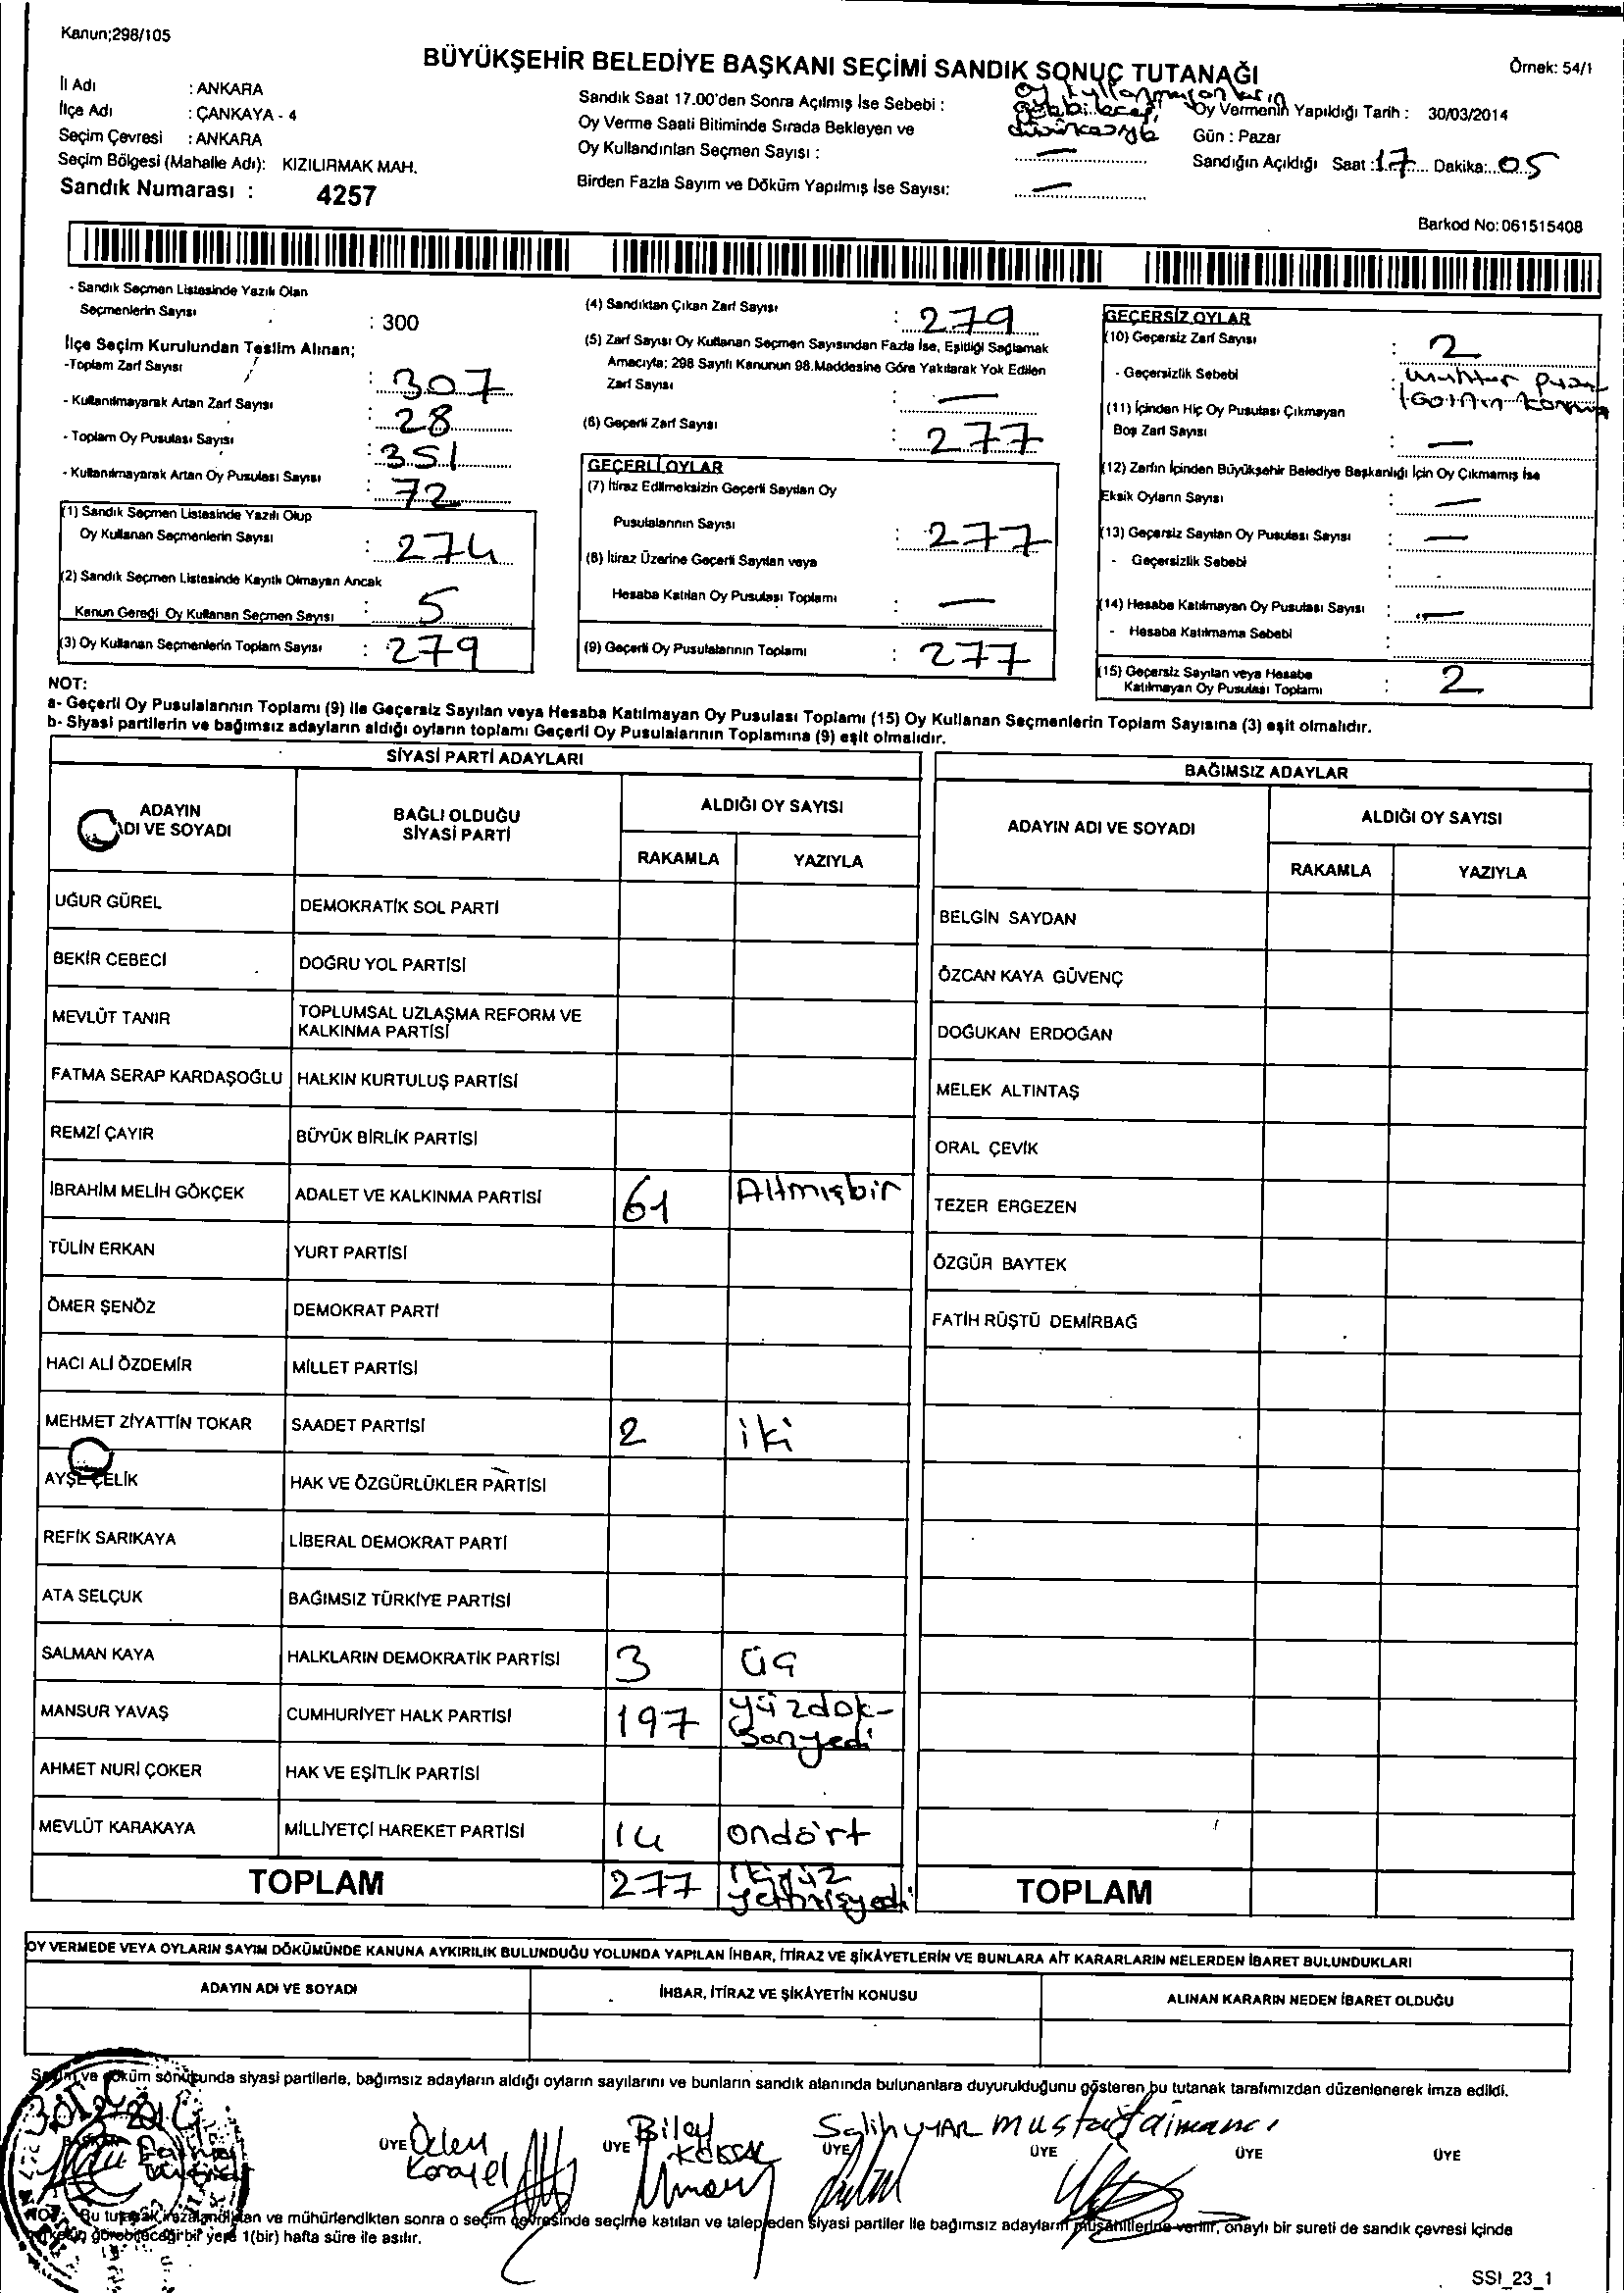 Kanun;298/105
BÜYÜKŞEHİR BELEDİYE BAŞKANI SEÇİMİ SANDIK SONUÇ TUTANAĞI
Örnek: 54/1
İl Adı : ANKARA
İlçe Adı : ÇANKAYA - 4
Seçim Çevresi : ANKARA
Seçim Bölgesi (Mahalle Adı): KIZILIRMAK MAH.
Sandık Numarası : 4257
Sandık Saat 17.00'den Sonra Açılmış İse Sebebi : oy kullanmayanların
Oy Verme Saati Bitiminde Sırada Bekleyen ve
Oy Kullandırılan Seçmen Sayısı : —
Birden Fazla Sayım ve Döküm Yapılmış İse Sayısı: —
Oy Vermenin Yapıldığı Tarih : 30/03/2014
Gün : Pazar
Sandığın Açıldığı Saat :17 Dakika: 05
Barkod No:061515408
- Sandık Seçmen Listesinde Yazılı Olan
Seçmenlerin Sayısı : 300
İlçe Seçim Kurulundan Teslim Alınan;
-Toplam Zarf Sayısı : 307
- Kullanılmayarak Artan Zarf Sayısı : 28
- Toplam Oy Pusulası Sayısı : 351
- Kullanılmayarak Artan Oy Pusulası Sayısı : 72
(1) Sandık Seçmen Listesinde Yazılı Olup
Oy Kullanan Seçmenlerin Sayısı : 274
(2) Sandık Seçmen Listesinde Kayıtlı Olmayan Ancak
Kanun Gereği Oy Kullanan Seçmen Sayısı : 5
(3) Oy Kullanan Seçmenlerin Toplam Sayısı : 279
(4) Sandıktan Çıkan Zarf Sayısı : 279
(5) Zarf Sayısı Oy Kullanan Seçmen Sayısından Fazla İse, Eşitliği Sağlamak
Amacıyla; 298 Sayılı Kanunun 98.Maddesine Göre Yakılarak Yok Edilen
Zarf Sayısı : —
(6) Geçerli Zarf Sayısı : 277
GEÇERLİ OYLAR
(7) İtiraz Edilmeksizin Geçerli Sayılan Oy
Pusulalarının Sayısı : 277
(8) İtiraz Üzerine Geçerli Sayılan veya
Hesaba Katılan Oy Pusulası Toplamı : —
(9) Geçerli Oy Pusulalarının Toplamı : 277
GEÇERSİZ OYLAR
(10) Geçersiz Zarf Sayısı : 2
- Geçersizlik Sebebi : muhtar
(11) İçinden Hiç Oy Pusulası Çıkmayan
Boş Zarf Sayısı : —
(12) Zarfın İçinden Büyükşehir Belediye Başkanlığı İçin Oy Çıkmamış İse
Eksik Oyların Sayısı : —
(13) Geçersiz Sayılan Oy Pusulası Sayısı : —
- Geçersizlik Sebebi :
(14) Hesaba Katılmayan Oy Pusulası Sayısı : —
- Hesaba Katılmama Sebebi :
(15) Geçersiz Sayılan veya Hesaba
Katılmayan Oy Pusulası Toplamı : 2
NOT:
a- Geçerli Oy Pusulalarının Toplamı (9) ile Geçersiz Sayılan veya Hesaba Katılmayan Oy Pusulası Toplamı (15) Oy Kullanan Seçmenlerin Toplam Sayısına (3) eşit olmalıdır.
b- Siyasi partilerin ve bağımsız adayların aldığı oyların toplamı Geçerli Oy Pusulalarının Toplamına (9) eşit olmalıdır.
SİYASİ PARTİ ADAYLARI
ADAYIN
ADI VE SOYADI
BAĞLI OLDUĞU
SİYASİ PARTİ
ALDIĞI OY SAYISI
RAKAMLA YAZIYLA
UĞUR GÜREL DEMOKRATİK SOL PARTİ
BEKİR CEBECİ DOĞRU YOL PARTİSİ
MEVLÜT TANIR TOPLUMSAL UZLAŞMA REFORM VE
KALKINMA PARTİSİ
FATMA SERAP KARDAŞOĞLU HALKIN KURTULUŞ PARTİSİ
REMZİ ÇAYIR BÜYÜK BİRLİK PARTİSİ
İBRAHİM MELİH GÖKÇEK ADALET VE KALKINMA PARTİSİ 61 Altmışbir
TÜLİN ERKAN YURT PARTİSİ
ÖMER ŞENÖZ DEMOKRAT PARTİ
HACI ALİ ÖZDEMİR MİLLET PARTİSİ
MEHMET ZİYATTİN TOKAR SAADET PARTİSİ 2 iki
AYŞE ÇELİK HAK VE ÖZGÜRLÜKLER PARTİSİ
REFİK SARIKAYA LİBERAL DEMOKRAT PARTİ
ATA SELÇUK BAĞIMSIZ TÜRKİYE PARTİSİ
SALMAN KAYA HALKLARIN DEMOKRATİK PARTİSİ 3 üç
MANSUR YAVAŞ CUMHURİYET HALK PARTİSİ 197 yüzdok-
sanyedi
AHMET NURİ ÇOKER HAK VE EŞİTLİK PARTİSİ
MEVLÜT KARAKAYA MİLLİYETÇİ HAREKET PARTİSİ 14 ondört
TOPLAM 277 ikiyüz
yetmişyedi
BAĞIMSIZ ADAYLAR
ADAYIN ADI VE SOYADI
ALDIĞI OY SAYISI
RAKAMLA YAZIYLA
BELGİN SAYDAN
ÖZCAN KAYA GÜVENÇ
DOĞUKAN ERDOĞAN
MELEK ALTINTAŞ
ORAL ÇEVİK
TEZER ERGEZEN
ÖZGÜR BAYTEK
FATİH RÜŞTÜ DEMİRBAĞ
TOPLAM
OY VERMEDE VEYA OYLARIN SAYIM DÖKÜMÜNDE KANUNA AYKIRILIK BULUNDUĞU YOLUNDA YAPILAN İHBAR, İTİRAZ VE ŞİKÂYETLERİN VE BUNLARA AİT KARARLARIN NELERDEN İBARET BULUNDUKLARI
ADAYIN ADI VE SOYADI İHBAR, İTİRAZ VE ŞİKÂYETİN KONUSU ALINAN KARARIN NEDEN İBARET OLDUĞU
Sayım ve döküm sonucunda siyasi partilerle, bağımsız adayların aldığı oyların sayılarını ve bunların sandık alanında bulunanlara duyurulduğunu gösteren bu tutanak tarafımızdan düzenlenerek imza edildi.
BAŞKAN
ÜYE
ÜYE Bilal
ÜYE Salih UYAR
ÜYE
ÜYE
ÜYE
NOT: Bu tutanak imzalandıktan ve mühürlendikten sonra o seçim çevresinde seçime katılan ve talep eden siyasi partiler ile bağımsız adayların müşahitlerine verilir, onaylı bir sureti de sandık çevresi içinde
herkesin görebileceği bir yere 1(bir) hafta süre ile asılır.
SSI_23_1